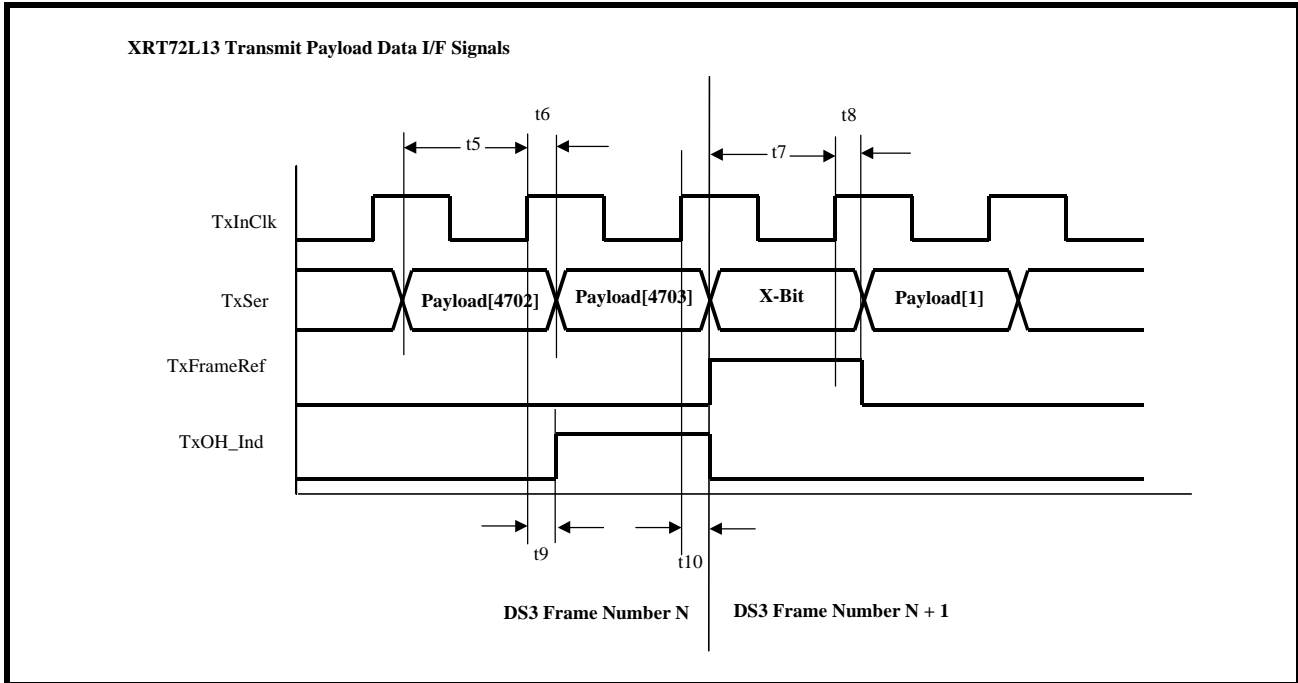 XRT72L13 Transmit Payload Data I/F Signals
t6
t8
t5
t7
TxInClk
TxSer
Payload[4702]
Payload[4703]
X-Bit
Payload[1]
TxFrameRef
TxOH_Ind
t9
t10
DS3 Frame Number N
DS3 Frame Number N + 1